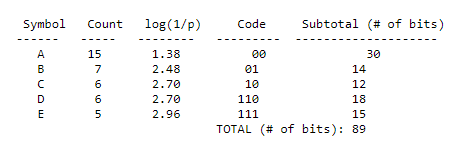 Symbol Count log(1/p) Code Subtotal (# of bits)
------ ----- -------- --------- --------------------
A 15 1.38 00 30
B 7 2.48 01 14
C 6 2.70 10 12
D 6 2.70 110 18
E 5 2.96 111 15
TOTAL (# of bits): 89